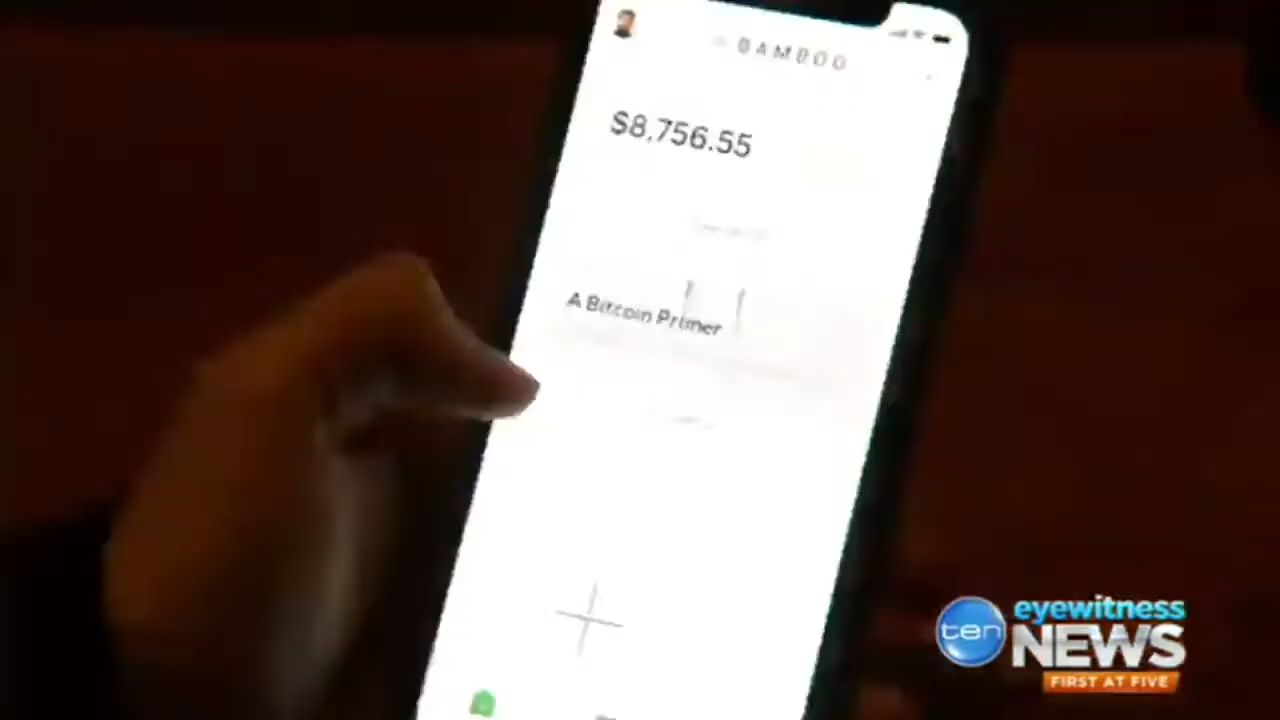 BAMBOO
$8,756.55
A Bitcoin Primer
ten
eyewitness
NEWS
FIRST AT FIVE